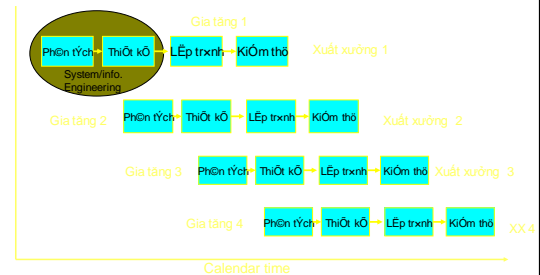 Gia tăng 1
Ph©n tÝch ThiÕt kÕ LËp tr×nh KiÓm thö Xuất xưởng 1
System/info.
Engineering
Gia tăng 2 Ph©n tÝch ThiÕt kÕ LËp tr×nh KiÓm thö Xuất xưởng 2
Gia tăng 3 Ph©n tÝch ThiÕt kÕ LËp tr×nh KiÓm thö Xuất xưởng 3
Gia tăng 4 Ph©n tÝch ThiÕt kÕ LËp tr×nh KiÓm thö XX 4
Calendar time